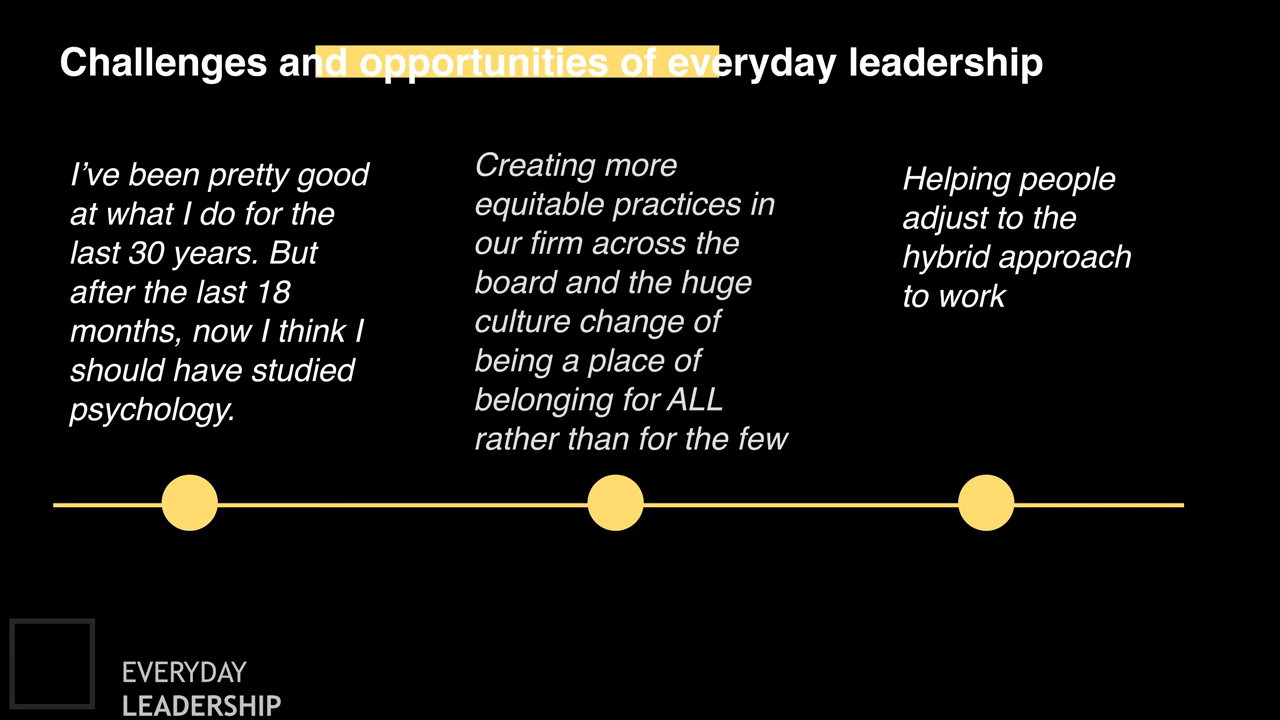 Challenges and opportunities of everyday leadership
I’ve been pretty good
at what I do for the
last 30 years. But
after the last 18
months, now I think I
should have studied
psychology.
Creating more
equitable practices in
our firm across the
board and the huge
culture change of
being a place of
belonging for ALL
rather than for the few
Helping people
adjust to the
hybrid approach
to work
EVERYDAY
LEADERSHIP